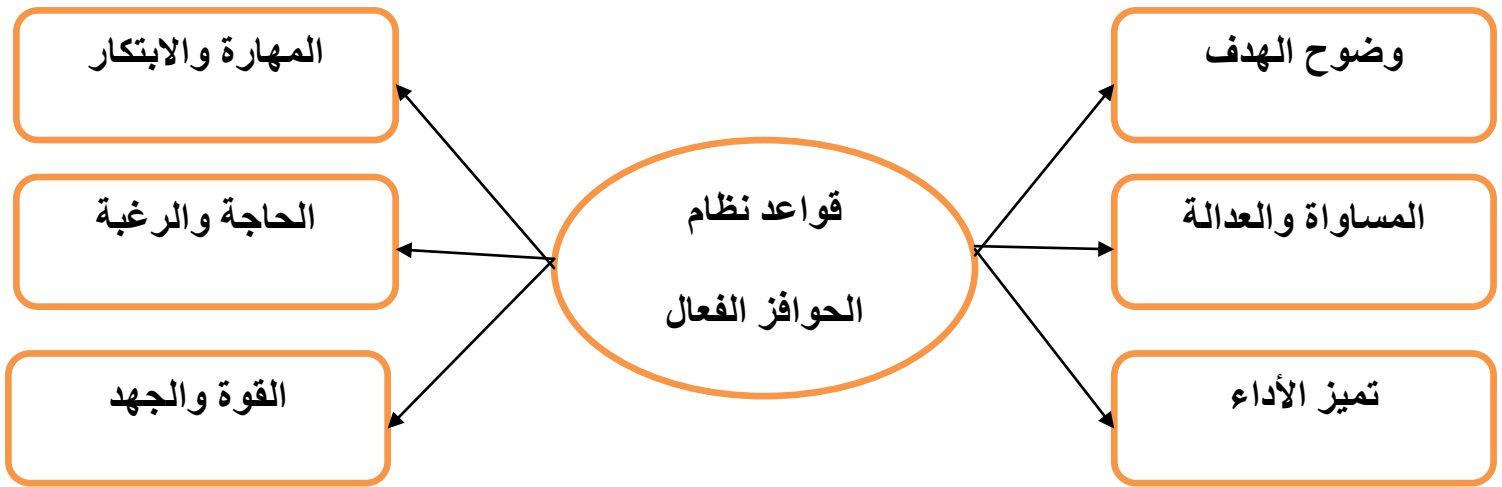 قواعد نظام
الحوافز الفعال
وضوح الهدف
المساواة والعدالة
تميز الأداء
المهارة والابتكار
الحاجة والرغبة
القوة والجهد